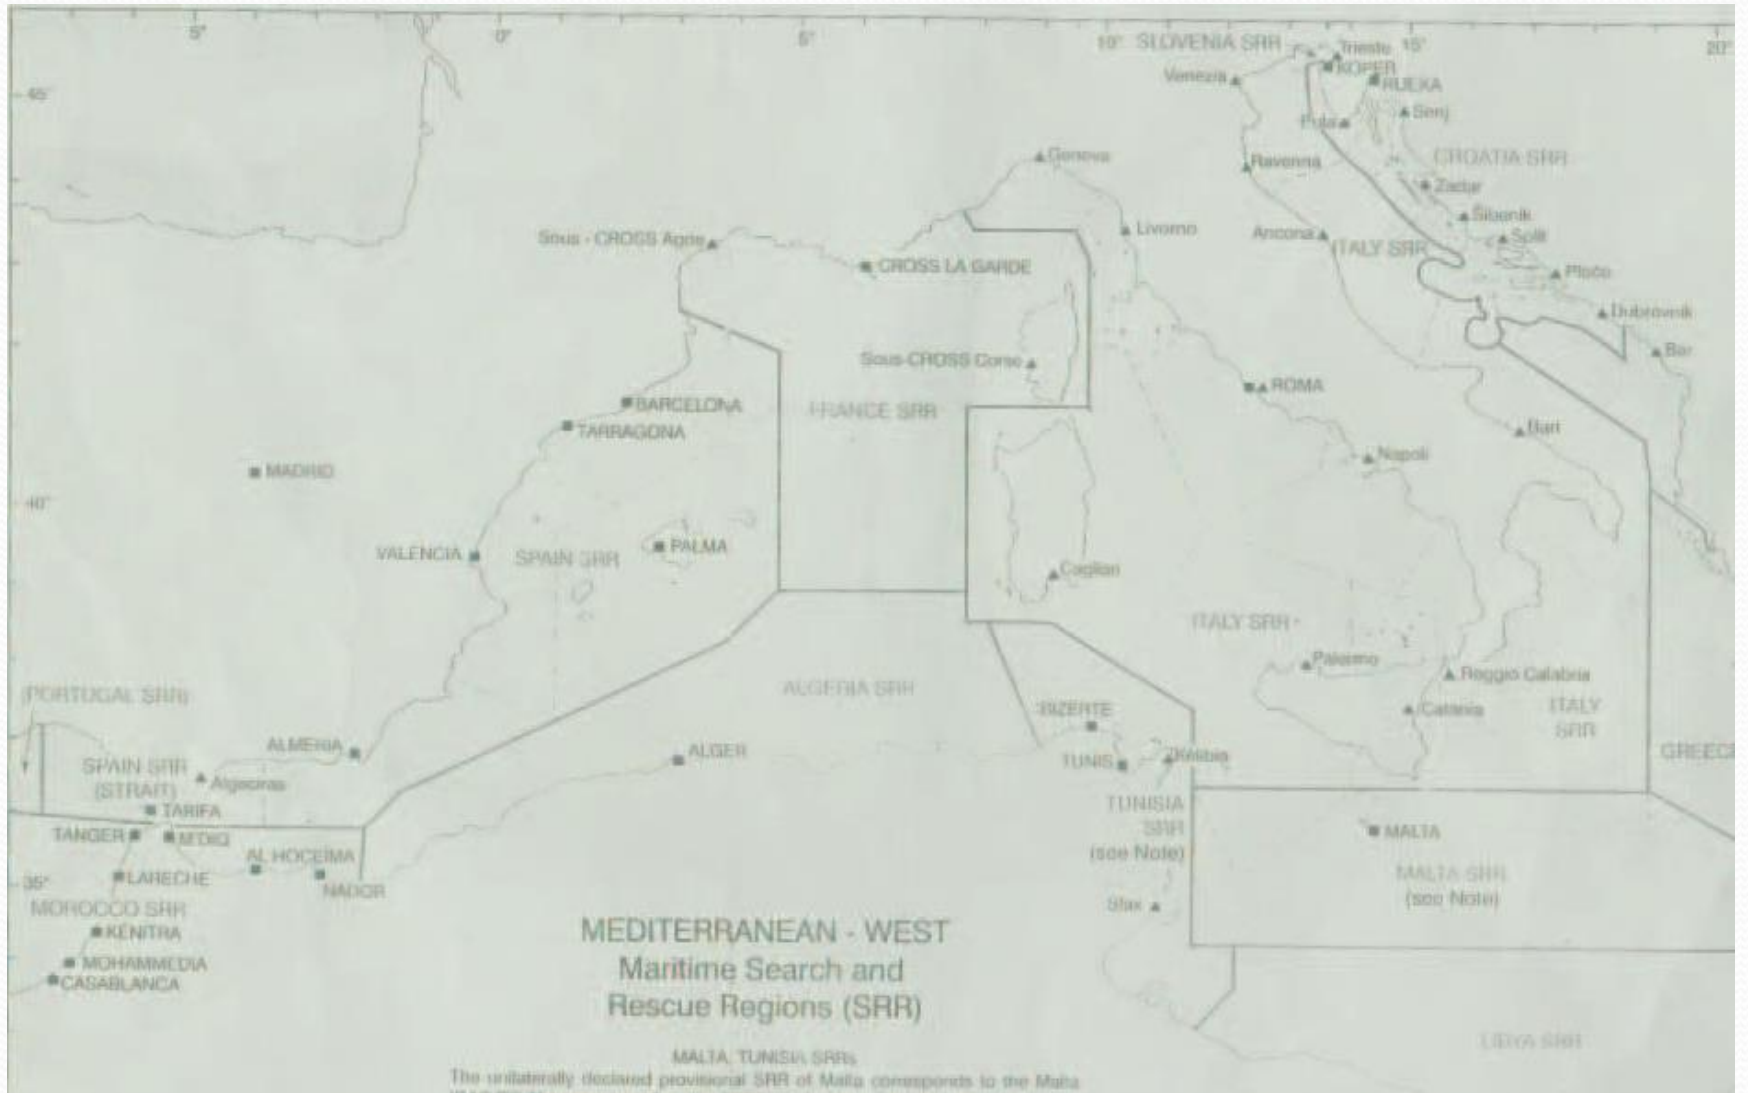 5°
0°
5°
10°
SLOVENIA SRR
Trieste
15°
20°
Venezia
KOPER
RIJEKA
45°
Senj
Pula
Genova
Ravenna
CROATIA SRR
Zadar
Sibenik
Sous - CROSS Agde
Livorno
Ancona
ITALY SRR
Split
CROSS LA GARDE
Ploče
Dubrovnik
Sous-CROSS Corse
Bar
ROMA
BARCELONA
FRANCE SRR
TARRAGONA
Bari
Napoli
MADRID
40°
VALENCIA
SPAIN SRR
PALMA
Cagliari
ITALY SRR
Palermo
Reggio Calabria
(PORTUGAL SRR)
ALGERIA SRR
BIZERTE
Catania
ITALY
SRR
ALMERIA
ALGER
TUNIS
Kelibia
GREECE
SPAIN SRR
(STRAIT)
Algeciras
TARIFA
TUNISIA
SRR
(see Note)
TANGER
M'DIQ
MALTA
AL HOCEIMA
LARECHE
NADOR
MALTA SRR
(see Note)
35°
MOROCCO SRR
Sfax
KENITRA
MEDITERRANEAN - WEST
Maritime Search and
Rescue Regions (SRR)
MOHAMMEDIA
CASABLANCA
LIBYA SRR
MALTA, TUNISIA SRRs
The unilaterally declared provisional SRR of Malta corresponds to the Malta